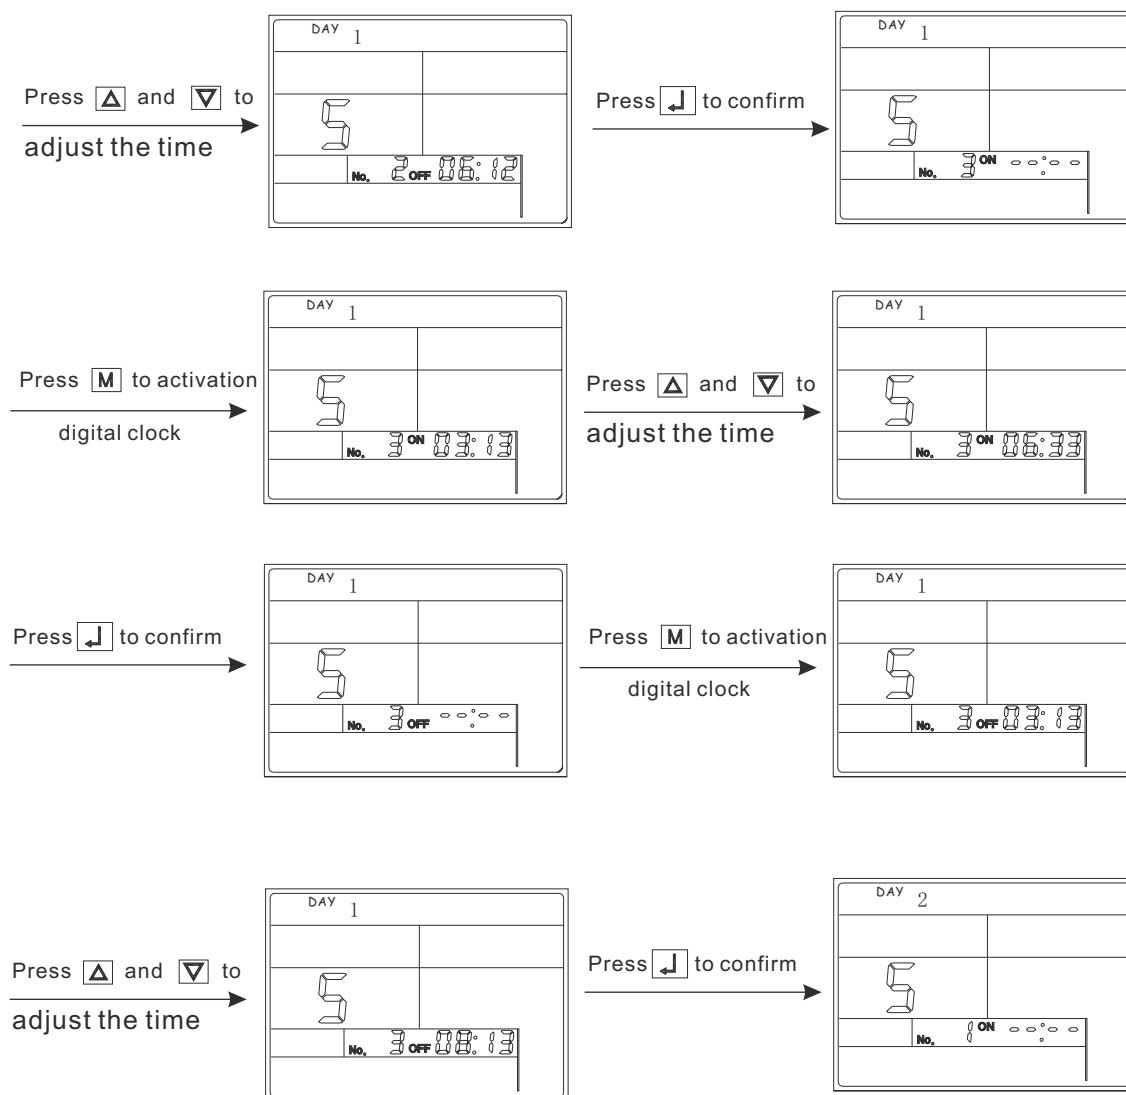 Press △ and ▽ to
adjust the time
DAY 1
5
No. 2 OFF 06:12
Press ↲ to confirm
DAY 1
5
No. 3 ON --:--
Press M to activation
digital clock
DAY 1
5
No. 3 ON 03:13
Press △ and ▽ to
adjust the time
DAY 1
5
No. 3 ON 06:33
Press ↲ to confirm
DAY 1
5
No. 3 OFF --:--
Press M to activation
digital clock
DAY 1
5
No. 3 OFF 03:13
Press △ and ▽ to
adjust the time
DAY 1
5
No. 3 OFF 08:13
Press ↲ to confirm
DAY 2
5
No. 1 ON --:--